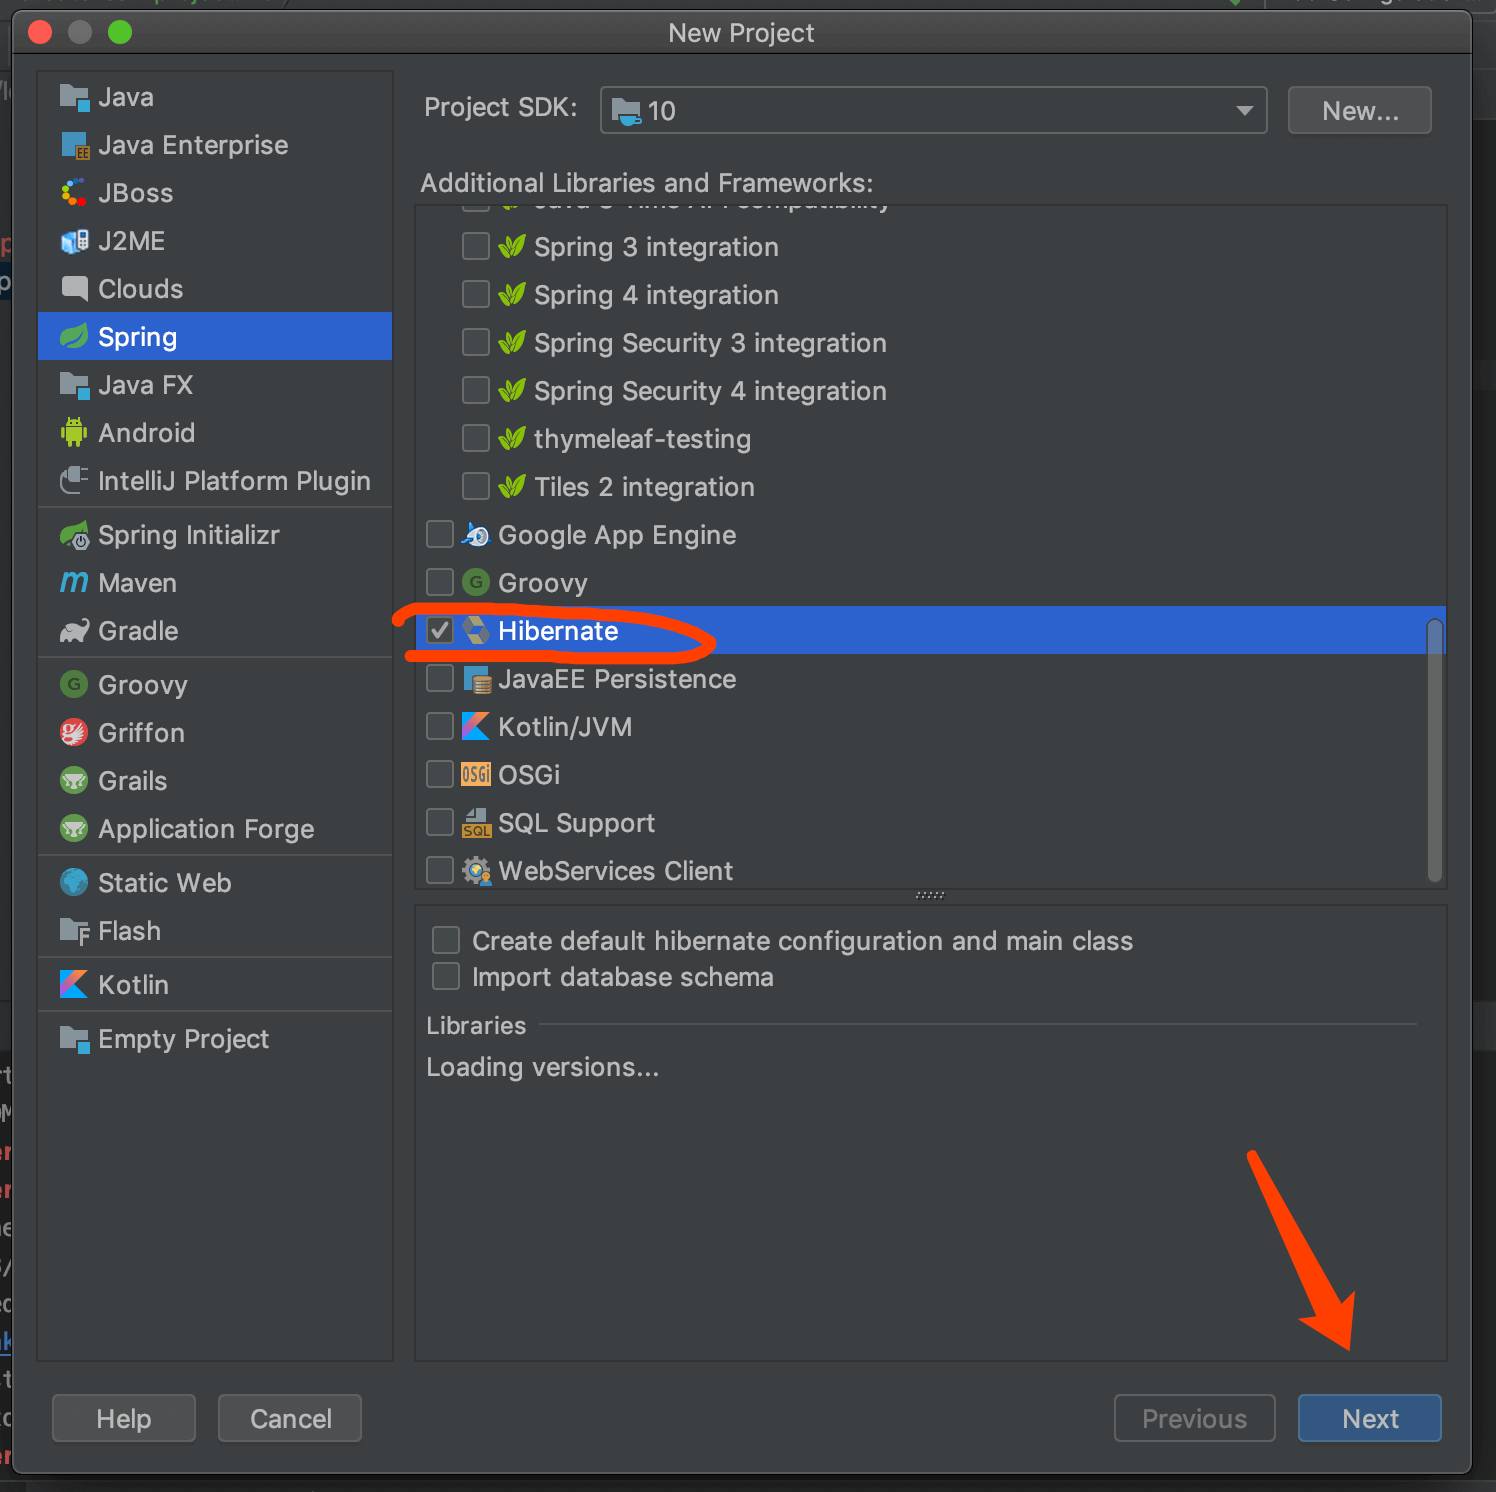 New Project
Java
Java Enterprise
JBoss
J2ME
Clouds
Spring
Java FX
Android
IntelliJ Platform Plugin
Spring Initializr
Maven
Gradle
Groovy
Griffon
Grails
Application Forge
Static Web
Flash
Kotlin
Empty Project
Project SDK: 10 New...
Additional Libraries and Frameworks:
Spring 3 integration
Spring 4 integration
Spring Security 3 integration
Spring Security 4 integration
thymeleaf-testing
Tiles 2 integration
Google App Engine
Groovy
Hibernate
JavaEE Persistence
Kotlin/JVM
OSGi OSGi
SQL SQL Support
WebServices Client
Create default hibernate configuration and main class
Import database schema
Libraries
Loading versions...
Help Cancel Previous Next